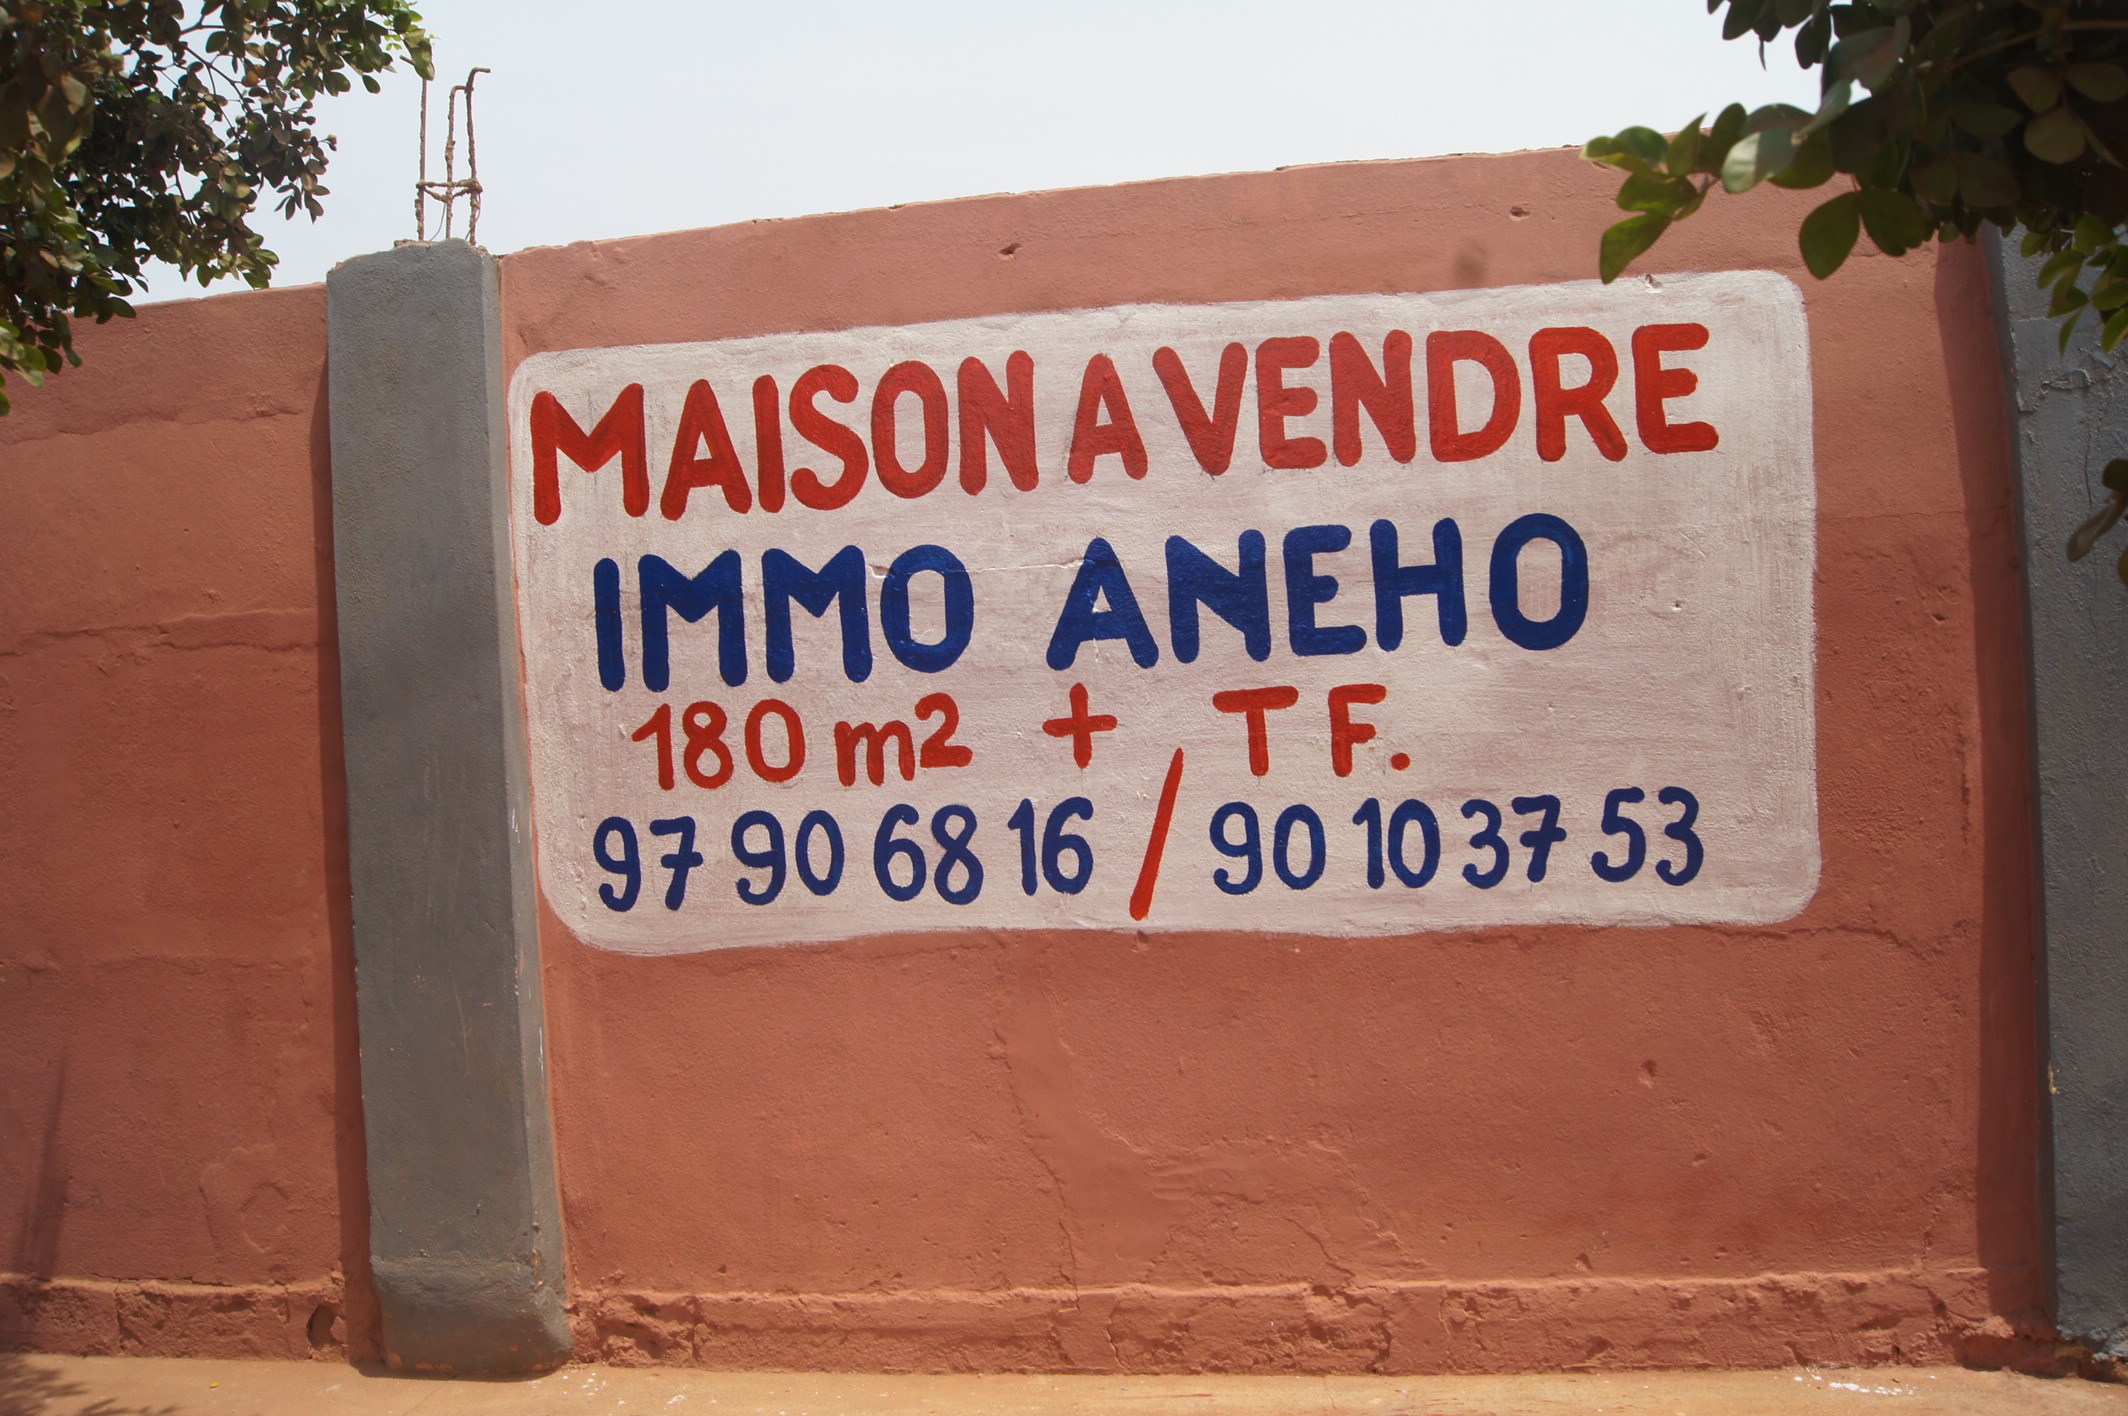 MAISON A VENDRE
IMMO ANEHO
180 m2 + T F.
97 90 68 16 / 90 10 37 53